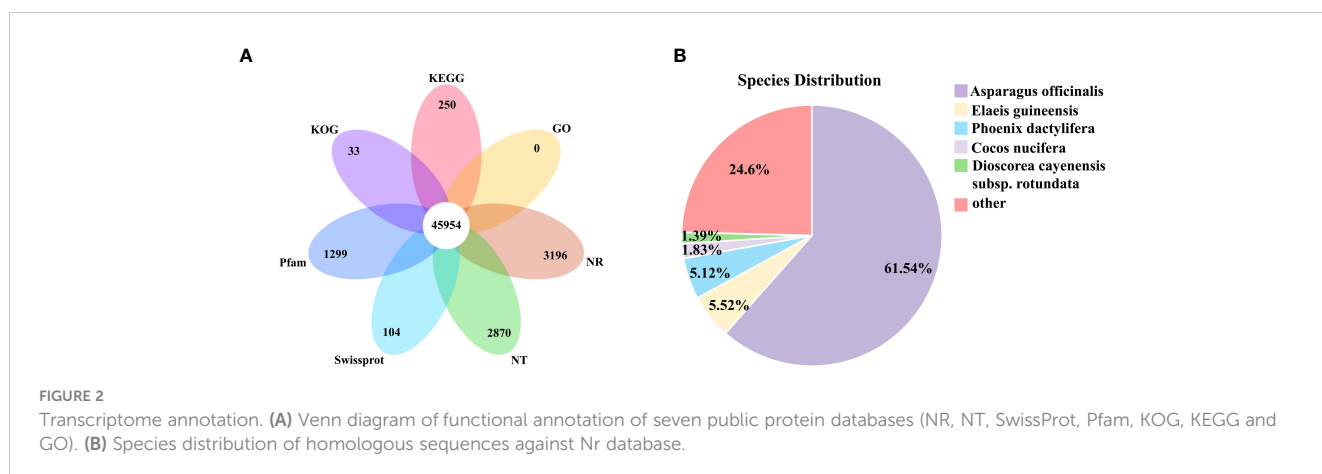 A
KEGG
250
GO
0
KOG
33
45954
NR
3196
Pfam
1299
Swissprot
104
NT
2870
B
Species Distribution
24.6%
1.39%
1.83%
5.12%
5.52%
61.54%
Asparagus officinalis
Elaeis guineensis
Phoenix dactylifera
Cocos nucifera
Dioscorea cayenensis
subsp. rotundata
other
FIGURE 2
Transcriptome annotation. (A) Venn diagram of functional annotation of seven public protein databases (NR, NT, SwissProt, Pfam, KOG, KEGG and
GO). (B) Species distribution of homologous sequences against Nr database.